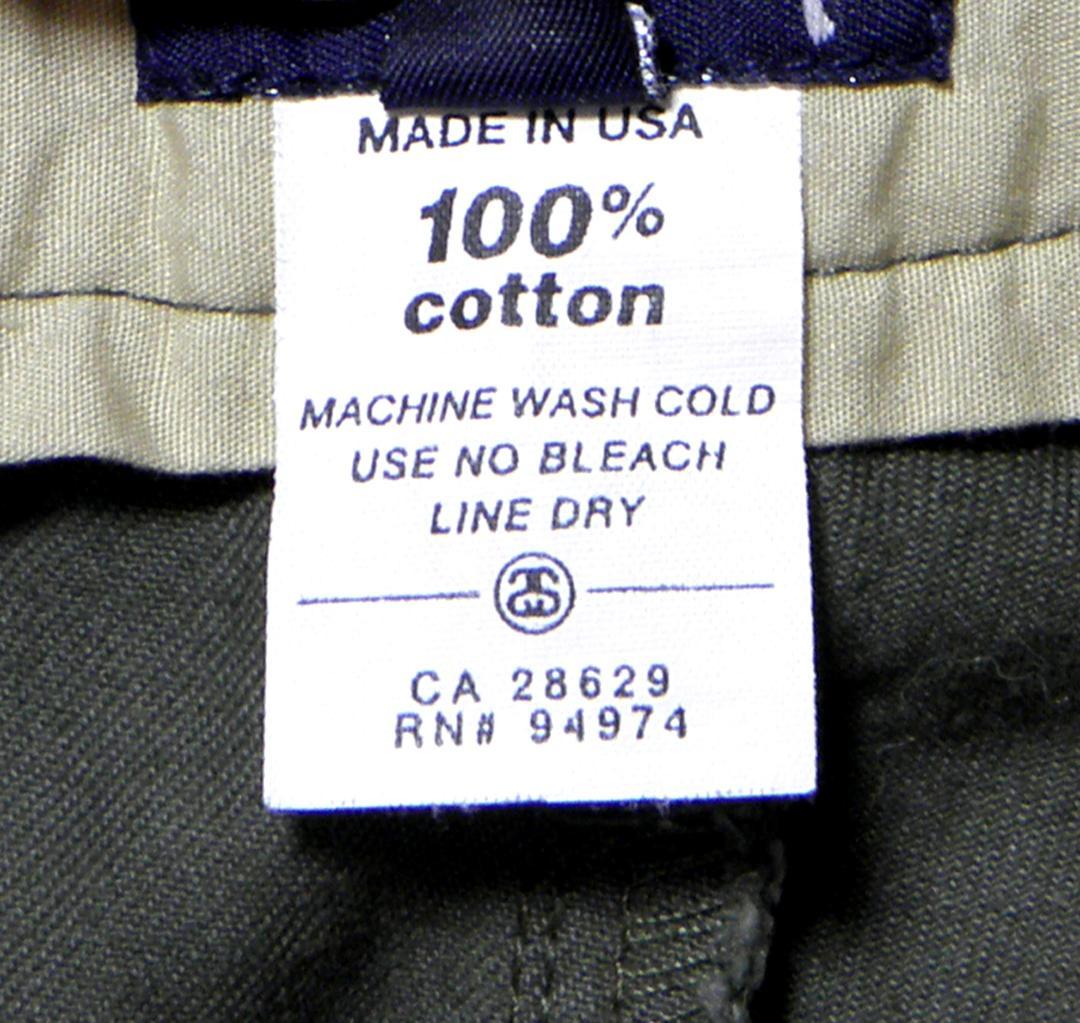 MADE IN USA
100%
cotton
MACHINE WASH COLD
USE NO BLEACH
LINE DRY
CA 28629
RN# 94974